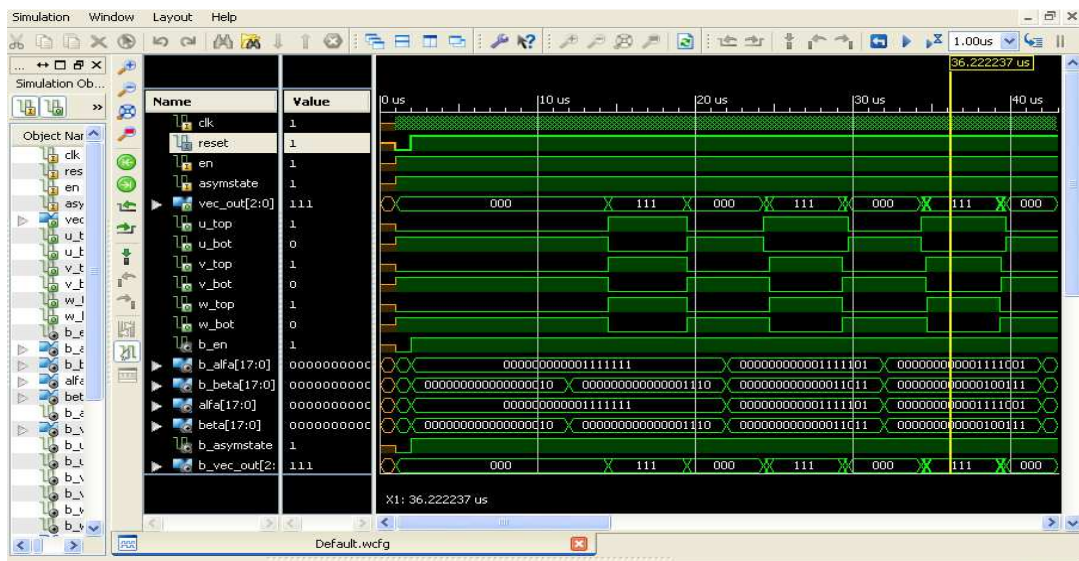 Simulation Window Layout Help
1.00us
Simulation Ob...
Object Nar
clk
res
en
asy
vec
36.222237 us
Name Value
0 us 10 us 20 us 30 us 40 us
clk 1
reset 1
en 1
asymstate 1
vec_out[2:0] 111 000 111 000 111 000 111 000
u_top 1
u_bot 0
v_top 1
v_bot 0
w_top 1
w_bot 0
b_en 1
b_alfa[17:0] 000000000001111111 000000000001111101 000000000001111001
b_beta[17:0] 000000000000000010 000000000000001110 000000000000011011 000000000000100111
alfa[17:0] 000000000001111111 000000000001111101 000000000001111001
beta[17:0] 000000000000000010 000000000000001110 000000000000011011 000000000000100111
b_asymstate 1
b_vec_out[2: 111 000 111 000 111 000 111 000
X1: 36.222237 us
Default.wcfg